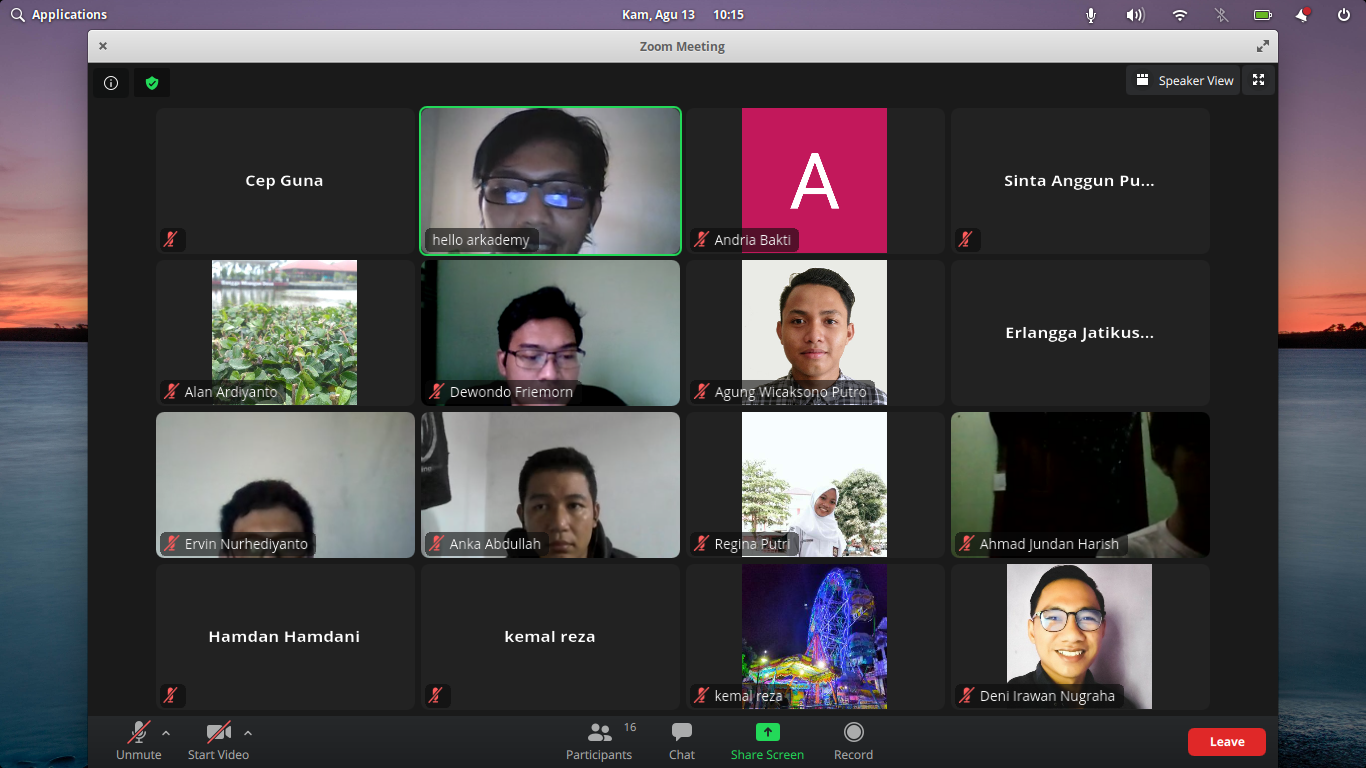 Applications
Kam, Agu 13 10:15
Zoom Meeting
Speaker View
Cep Guna
hello arkademy
A
Andria Bakti
Sinta Anggun Pu...
Alan Ardiyanto
Dewondo Friemorn
Agung Wicaksono Putro
Erlangga Jatikus...
Ervin Nurhediyanto
Anka Abdullah
Regina Putri
Ahmad Jundan Harish
Hamdan Hamdani
kemal reza
kemal reza
Deni Irawan Nugraha
Unmute
Start Video
Participants 16
Chat
Share Screen
Record
Leave